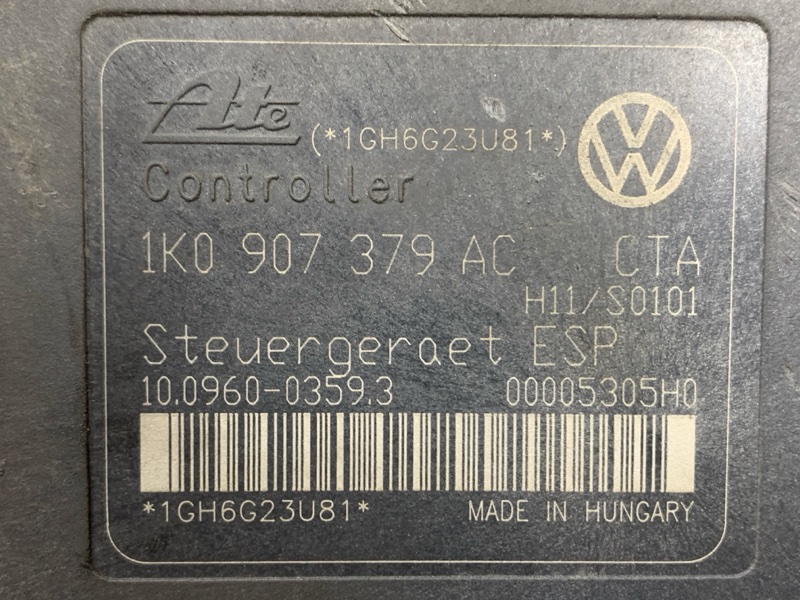 Ate (*1GH6G23U81*)
Controller
1K0 907 379 AC CTA
H11/S0101
Steuergeraet ESP
10.0960-0359.3 00005305H0
*1GH6G23U81* MADE IN HUNGARY